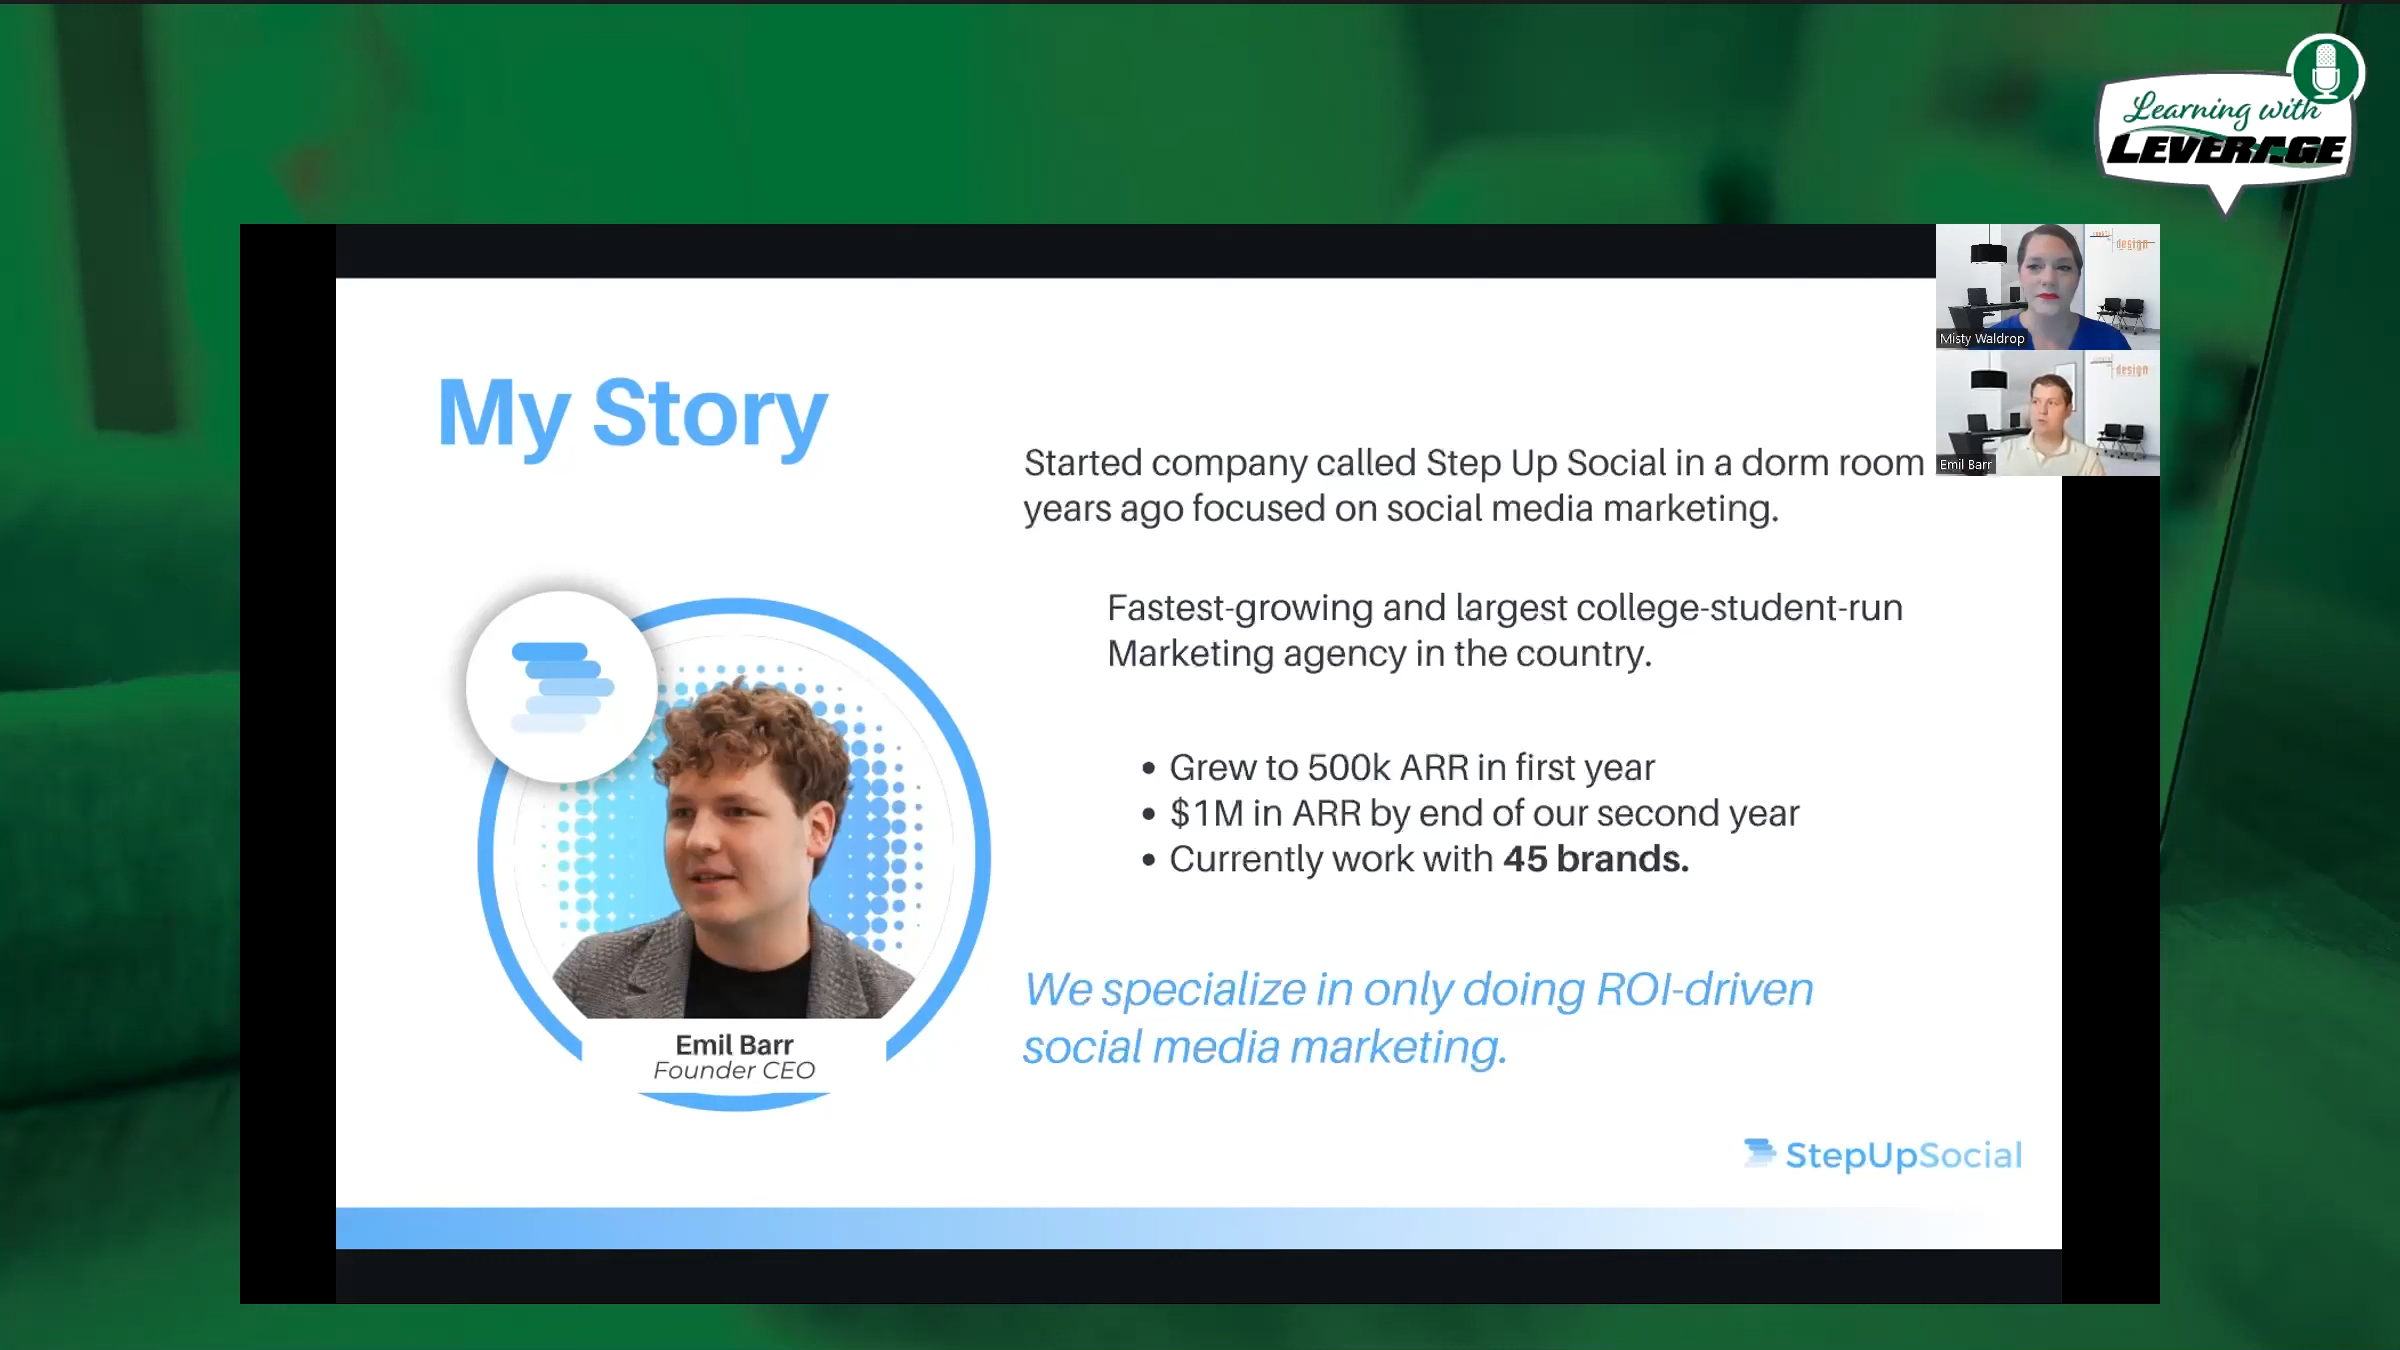 Learning with
LEVERAGE
design
Misty Waldrop
design
Emil Barr
My Story
Started company called Step Up Social in a dorm room
years ago focused on social media marketing.
Fastest-growing and largest college-student-run
Marketing agency in the country.
• Grew to 500k ARR in first year
• $1M in ARR by end of our second year
• Currently work with 45 brands.
We specialize in only doing ROI-driven
social media marketing.
Emil Barr
Founder CEO
StepUpSocial